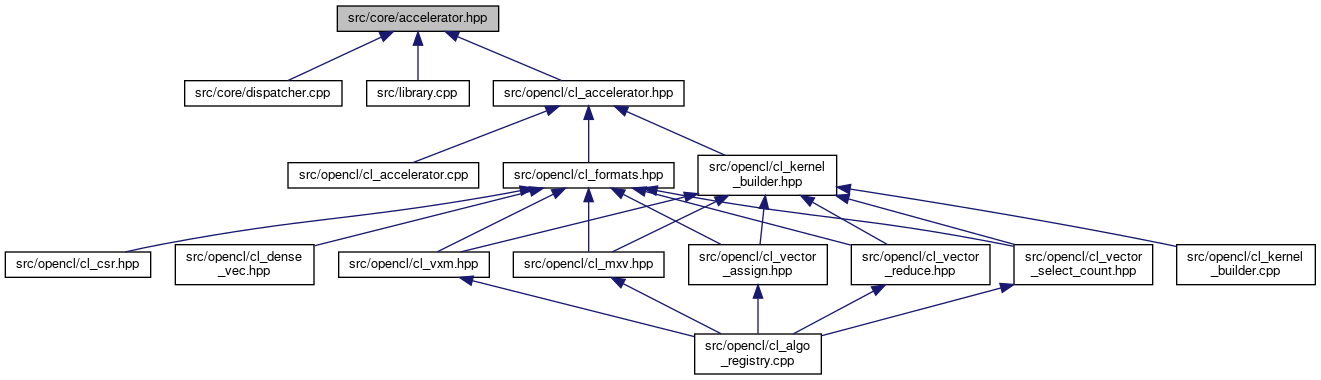 src/core/accelerator.hpp
src/core/dispatcher.cpp
src/library.cpp
src/opencl/cl_accelerator.hpp
src/opencl/cl_accelerator.cpp
src/opencl/cl_formats.hpp
src/opencl/cl_kernel
_builder.hpp
src/opencl/cl_csr.hpp
src/opencl/cl_dense
_vec.hpp
src/opencl/cl_vxm.hpp
src/opencl/cl_mxv.hpp
src/opencl/cl_vector
_assign.hpp
src/opencl/cl_vector
_reduce.hpp
src/opencl/cl_vector
_select_count.hpp
src/opencl/cl_kernel
_builder.cpp
src/opencl/cl_algo
_registry.cpp